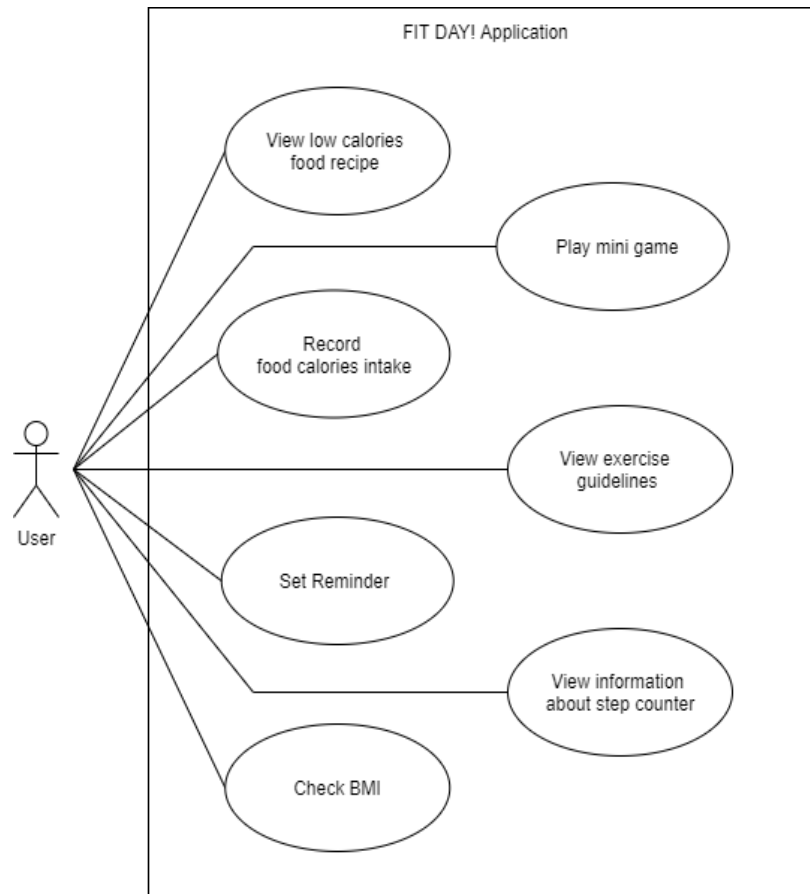 FIT DAY! Application
View low calories
food recipe
Play mini game
Record
food calories intake
View exercise
guidelines
User
Set Reminder
View information
about step counter
Check BMI